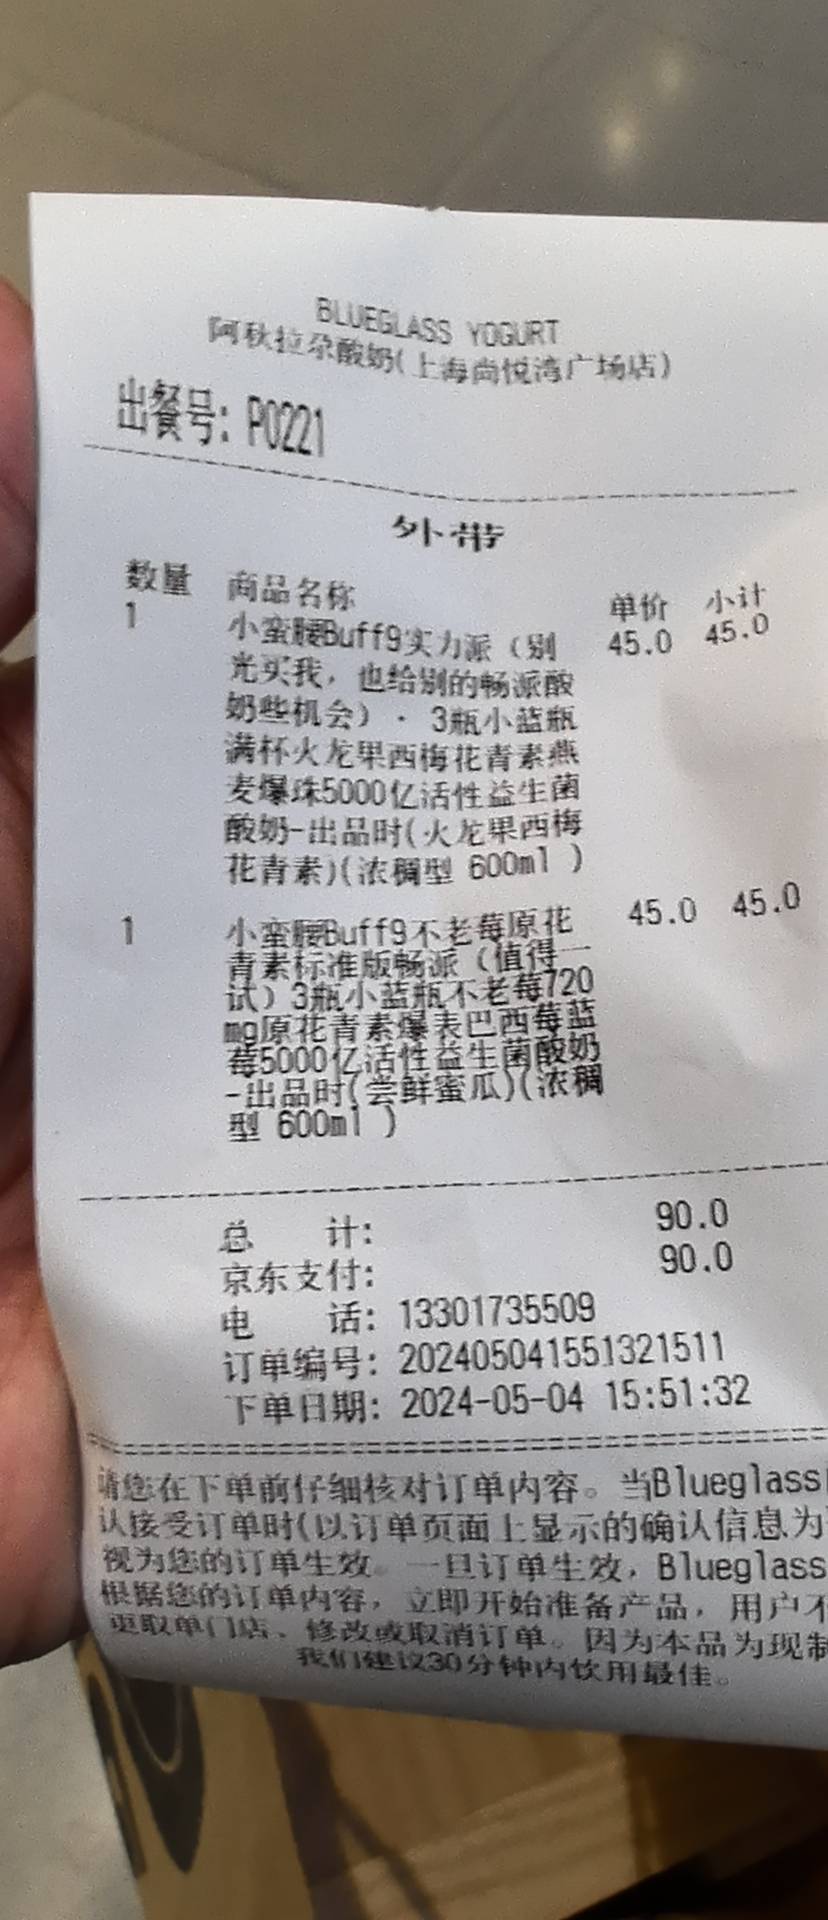 BLUEGLASS YOGURT
阿秋拉尕酸奶(上海尚悦湾广场店)
出餐号: P0221
外带
数量 商品名称 单价 小计
1 小蛮腰Buff9实力派（别 45.0 45.0
光买我，也给别的畅派酸
奶些机会）· 3瓶小蓝瓶
满杯火龙果西梅花青素燕
麦爆珠5000亿活性益生菌
酸奶-出品时(火龙果西梅
花青素)(浓稠型 600ml )
1 小蛮腰Buff9不老莓原花 45.0 45.0
青素标准版畅派（值得一
试）3瓶小蓝瓶不老莓720
mg原花青素爆表巴西莓蓝
莓5000亿活性益生菌酸奶
-出品时(尝鲜蜜瓜)(浓稠
型 600ml )
总 计: 90.0
京东支付: 90.0
电 话: 13301735509
订单编号: 202405041551321511
下单日期: 2024-05-04 15:51:32
请您在下单前仔细核对订单内容。当Blueglass
认接受订单时(以订单页面上显示的确认信息为
视为您的订单生效。一旦订单生效，Blueglass
根据您的订单内容，立即开始准备产品，用户不
更取单门店、修改或取消订单。因为本品为现制
我们建议30分钟内饮用最佳。